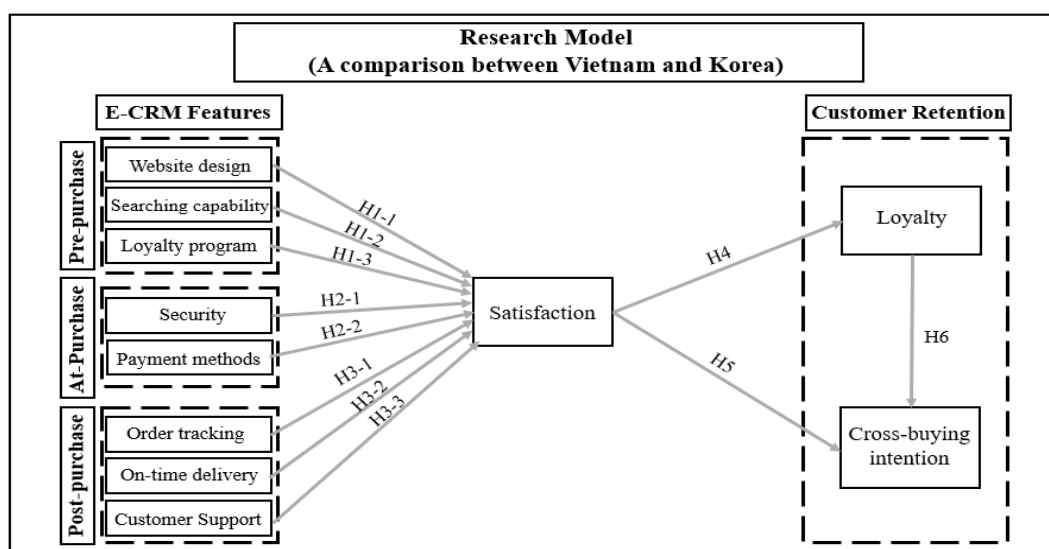 Research Model
(A comparison between Vietnam and Korea)
E-CRM Features
Customer Retention
Pre-purchase
Website design
Searching capability
Loyalty program
At-Purchase
Security
Payment methods
Post-purchase
Order tracking
On-time delivery
Customer Support
H1-1
H1-2
H1-3
H2-1
H2-2
H3-1
H3-2
H3-3
Satisfaction
H4
H5
Loyalty
H6
Cross-buying
intention